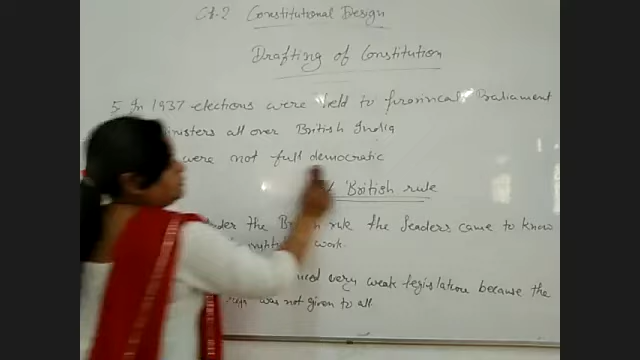 Ch.2 Constitutional Design
Drafting of Constitution
5. In 1937 elections were held to provincal Paliament
ministers all over British India
were not full democratic
British rule
the British rule the leaders came to know
work.
very weak legislature because the
was not given to all